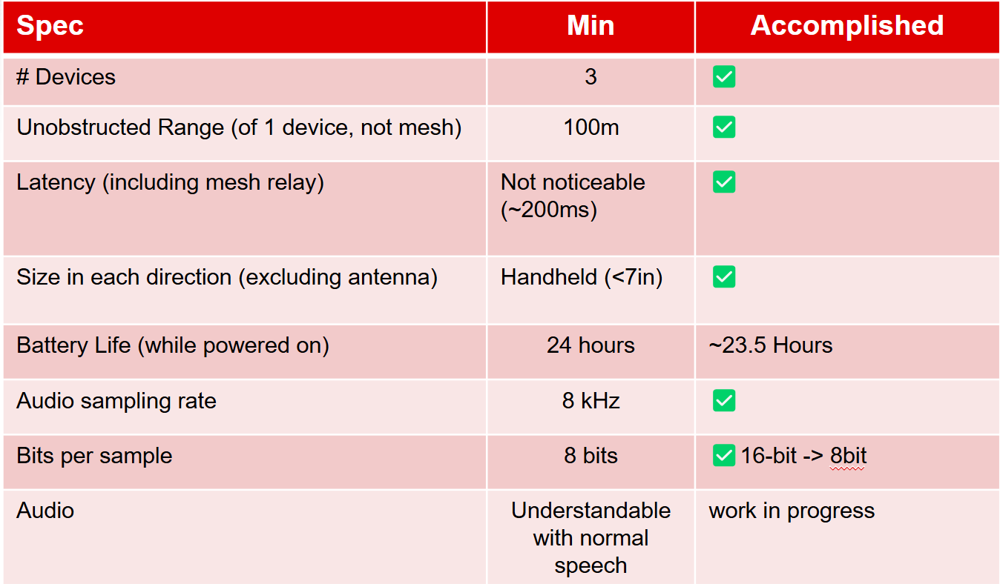 Spec Min Accomplished
# Devices 3 ✅
Unobstructed Range (of 1 device, not mesh) 100m ✅
Latency (including mesh relay) Not noticeable ✅
(~200ms)
Size in each direction (excluding antenna) Handheld (<7in) ✅
Battery Life (while powered on) 24 hours ~23.5 Hours
Audio sampling rate 8 kHz ✅
Bits per sample 8 bits ✅ 16-bit -> 8bit
Audio Understandable work in progress
with normal
speech